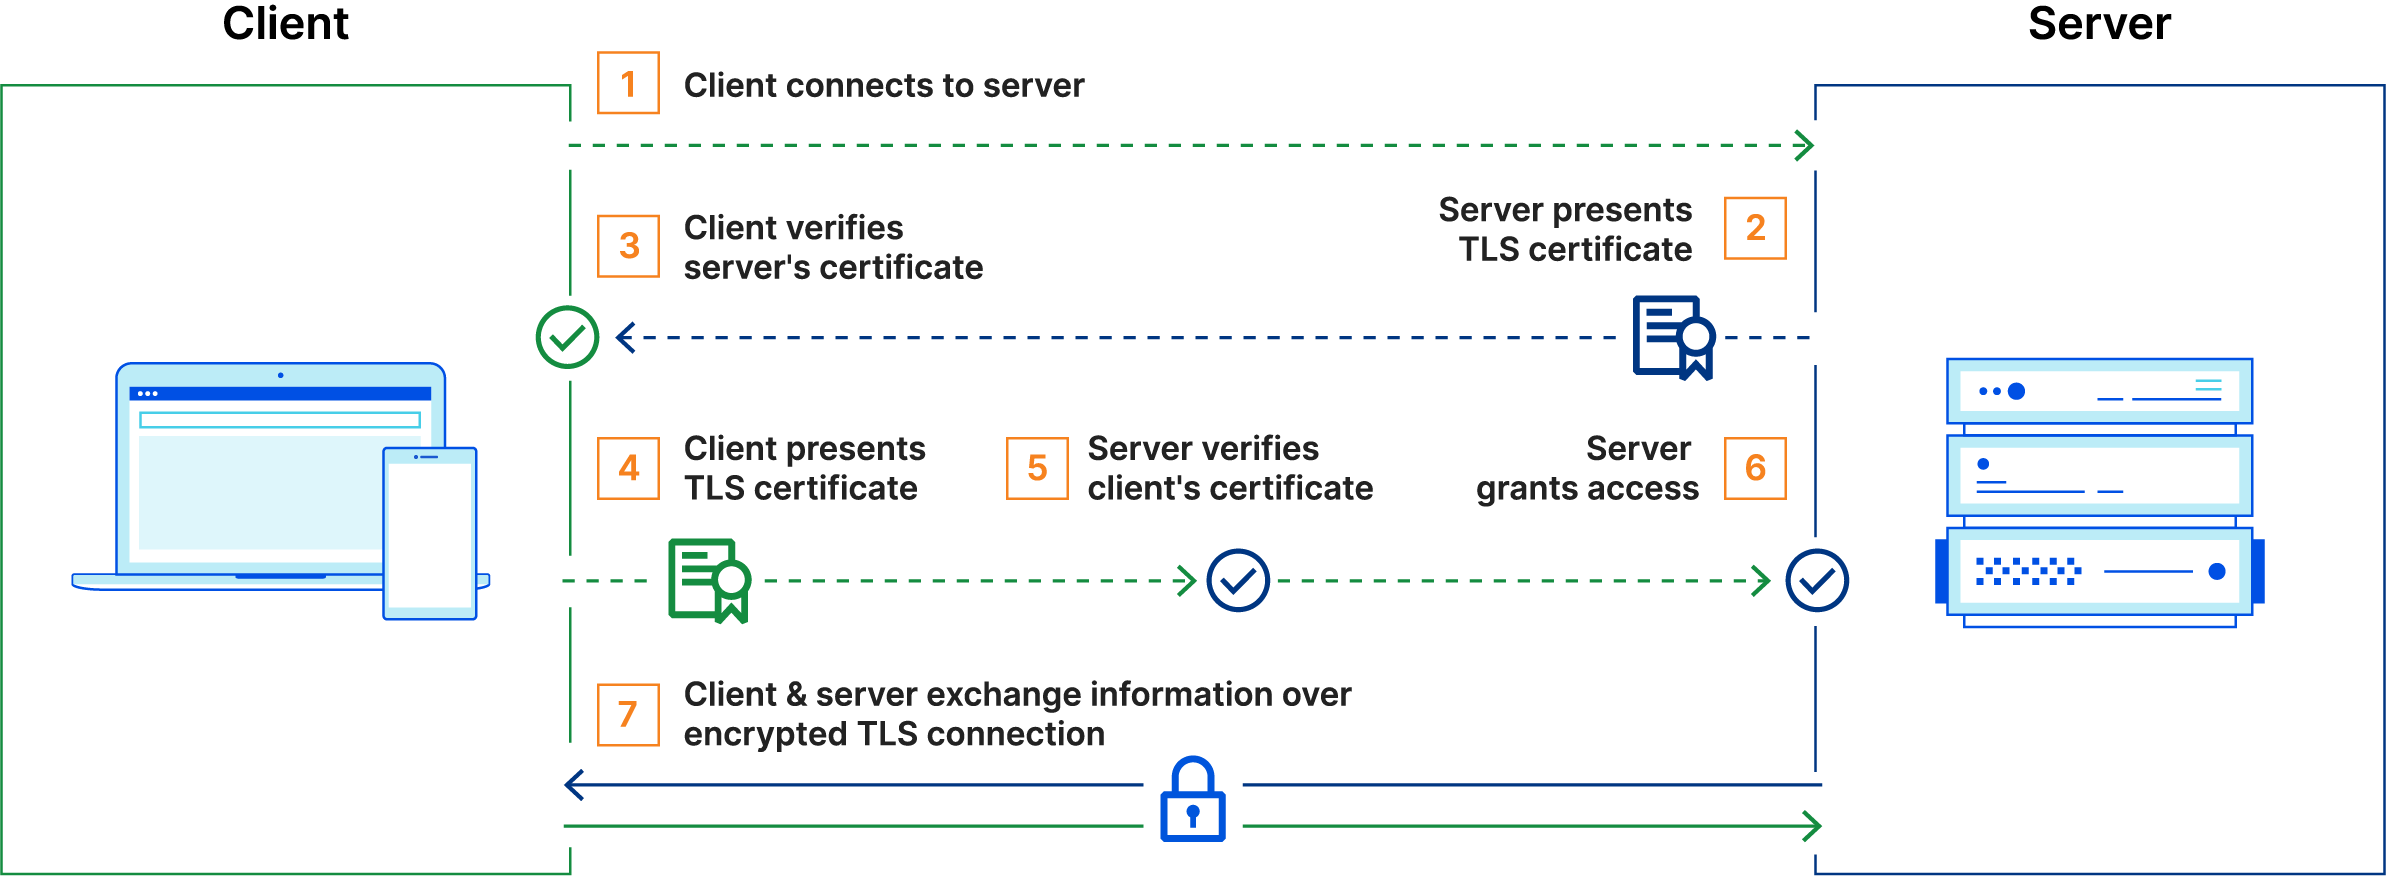 Client
Server
1
Client connects to server
2
Server presents
TLS certificate
3
Client verifies
server's certificate
4
Client presents
TLS certificate
5
Server verifies
client's certificate
6
Server
grants access
7
Client & server exchange information over
encrypted TLS connection